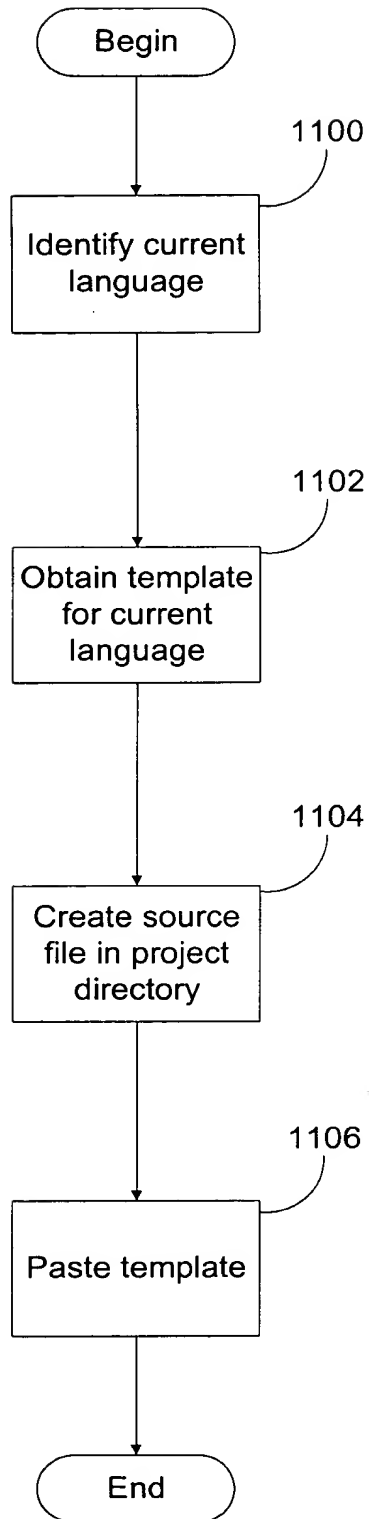 Begin
1100
Identify current
language
1102
Obtain template
for current
language
1104
Create source
file in project
directory
1106
Paste template
End